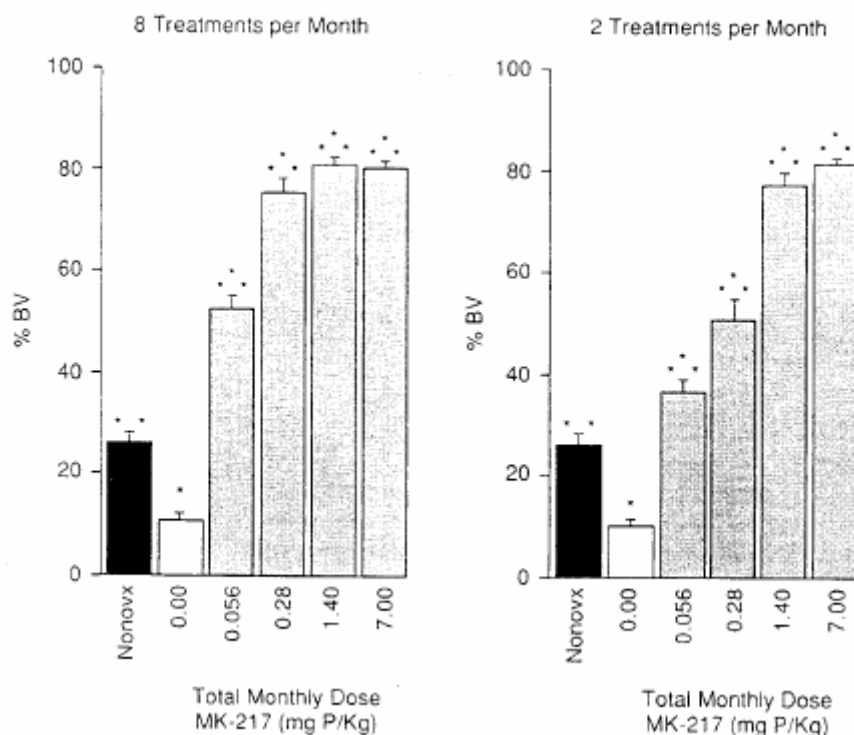 8 Treatments per Month
100
80
60
40
20
0
% BV
Nonovx
0.00
0.056
0.28
1.40
7.00
Total Monthly Dose
MK-217 (mg P/Kg)
2 Treatments per Month
100
80
60
40
20
0
% BV
Nonovx
0.00
0.056
0.28
1.40
7.00
Total Monthly Dose
MK-217 (mg P/Kg)